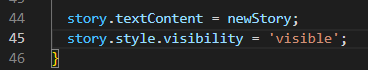 44 story.textContent = newStory;
45 story.style.visibility = 'visible';
46 }